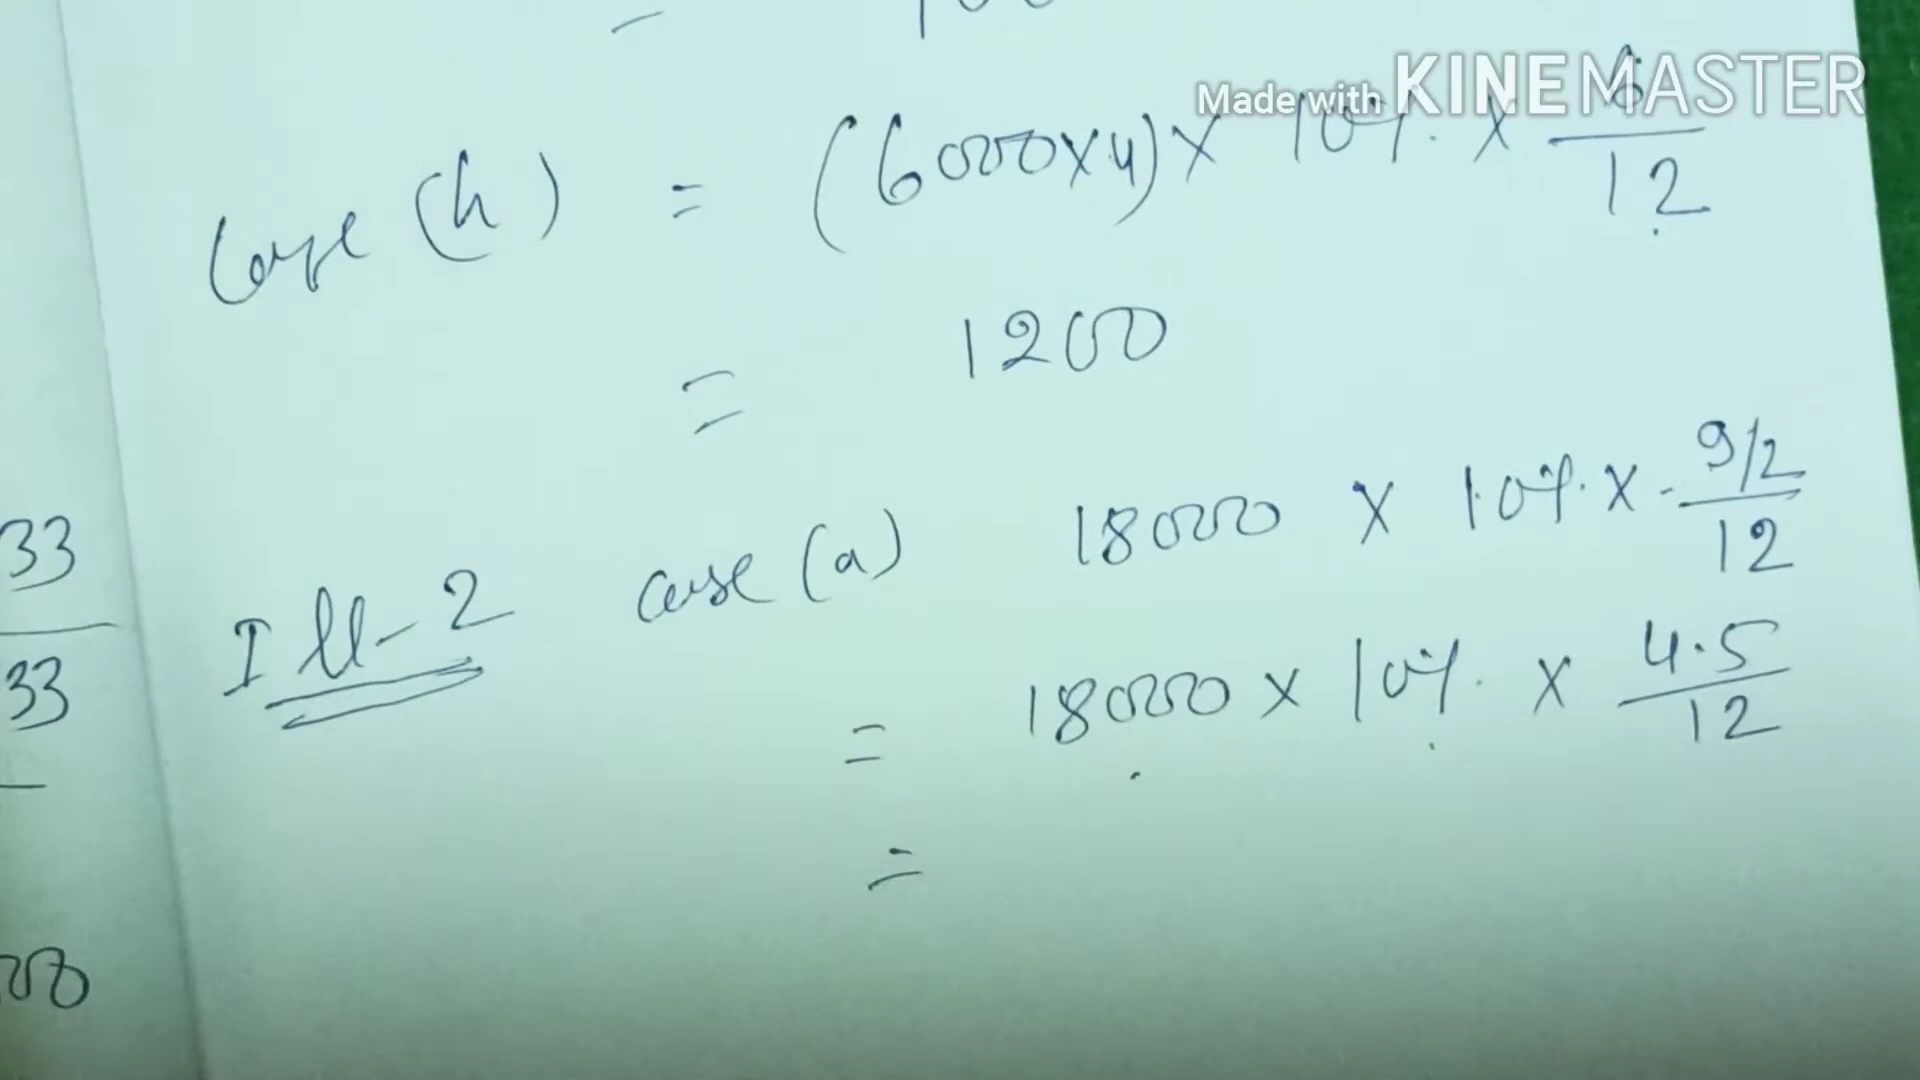 Made with KINEMASTER
Case (h) = (6000x4) x 10% x 6/12
= 1200
Ill-2 case (a) 18000 x 10% x 9/2/12
= 18000 x 10% x 4.5/12
=
33
33